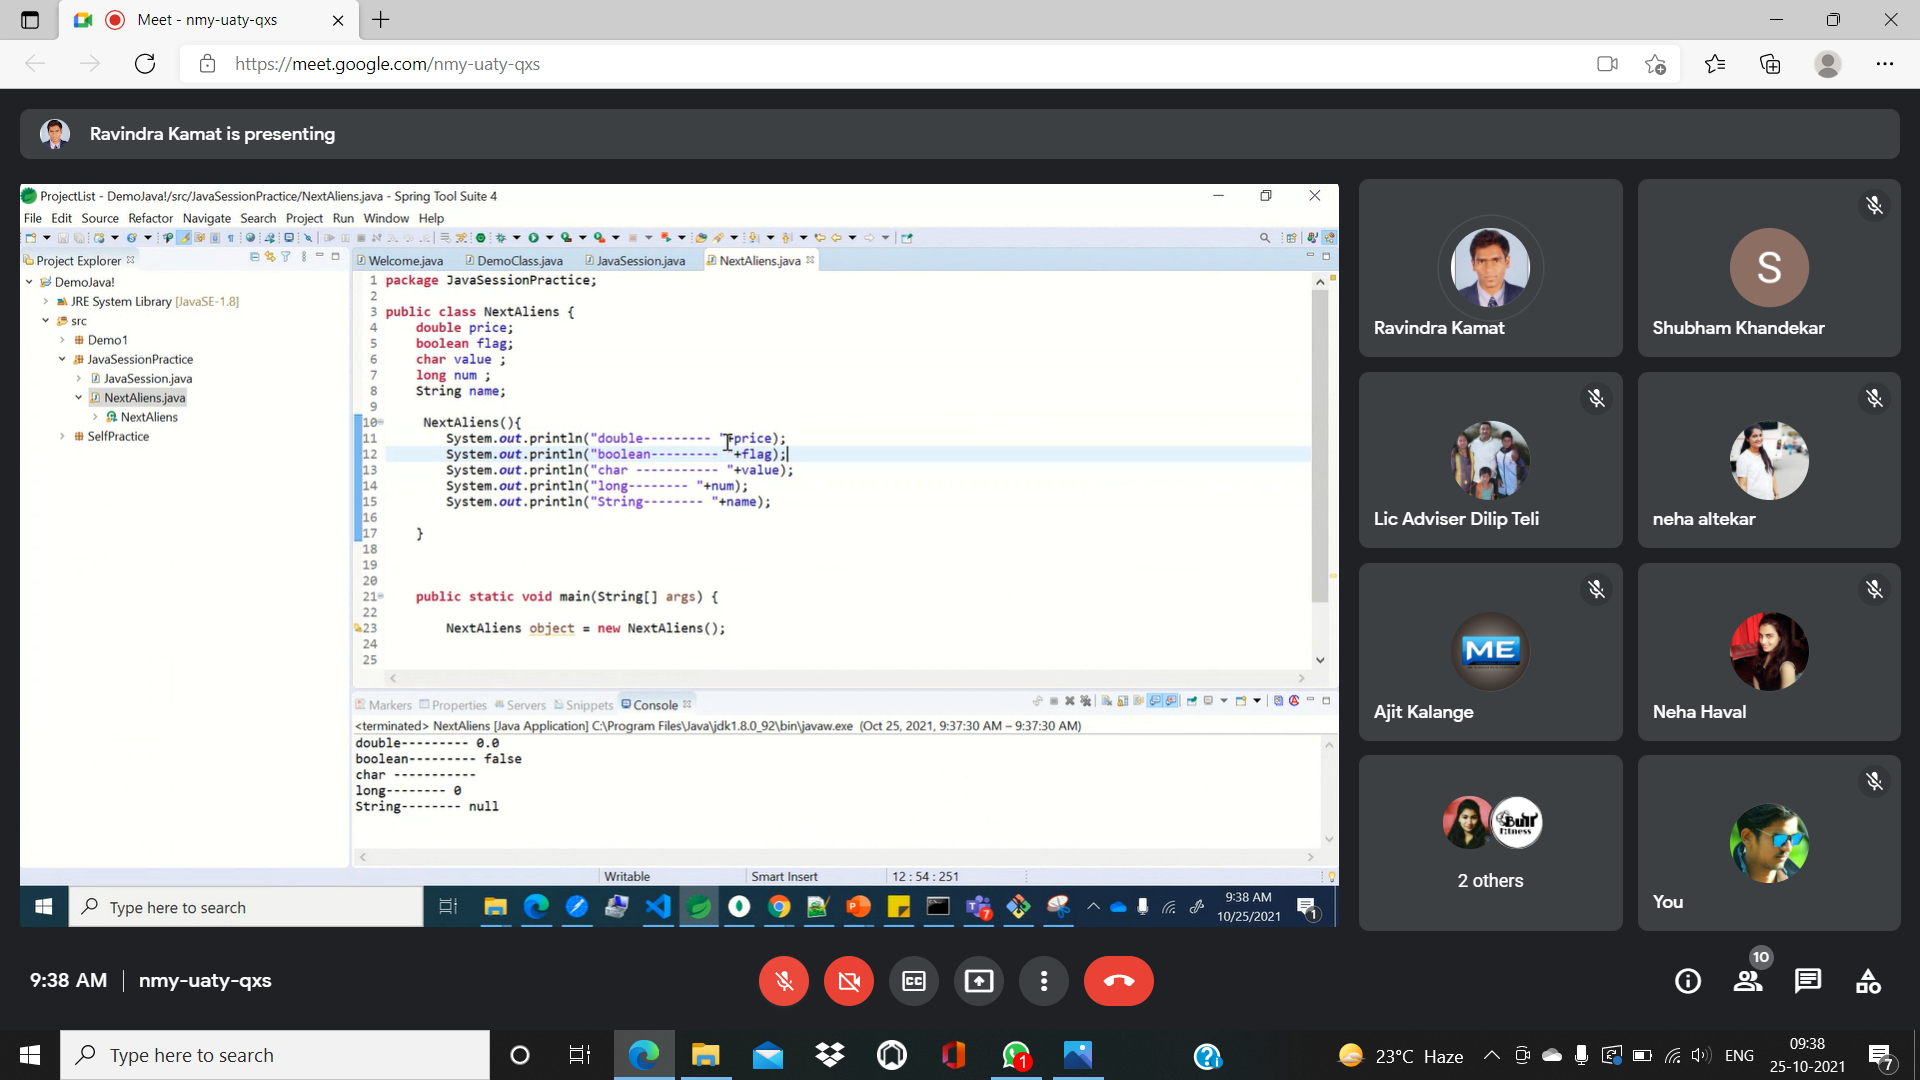 Meet - nmy-uaty-qxs
https://meet.google.com/nmy-uaty-qxs
Ravindra Kamat is presenting
ProjectList - DemoJava!/src/JavaSessionPractice/NextAliens.java - Spring Tool Suite 4
File Edit Source Refactor Navigate Search Project Run Window Help
Project Explorer
Welcome.java DemoClass.java JavaSession.java NextAliens.java
DemoJava!
JRE System Library [JavaSE-1.8]
src
Demo1
JavaSessionPractice
JavaSession.java
NextAliens.java
NextAliens
SelfPractice
1 package JavaSessionPractice;
2
3 public class NextAliens {
4 double price;
5 boolean flag;
6 char value ;
7 long num ;
8 String name;
9
10 NextAliens(){
11 System.out.println("double--------- "+price);
12 System.out.println("boolean--------- "+flag);
13 System.out.println("char ----------- "+value);
14 System.out.println("long-------- "+num);
15 System.out.println("String-------- "+name);
16
17 }
18
19
20
21 public static void main(String[] args) {
22
23 NextAliens object = new NextAliens();
24
25
Markers Properties Servers Snippets Console
<terminated> NextAliens [Java Application] C:\Program Files\Java\jdk1.8.0_92\bin\javaw.exe (Oct 25, 2021, 9:37:30 AM – 9:37:30 AM)
double--------- 0.0
boolean--------- false
char -----------
long-------- 0
String-------- null
Writable Smart Insert 12 : 54 : 251
Type here to search
7
9:38 AM
10/25/2021
1
Ravindra Kamat
S
Shubham Khandekar
Lic Adviser Dilip Teli
neha altekar
ME
Ajit Kalange
Neha Haval
Built
Fitness
2 others
You
9:38 AM nmy-uaty-qxs
CC
10
Type here to search
1
23°C Haze
ENG
09:38
25-10-2021
7